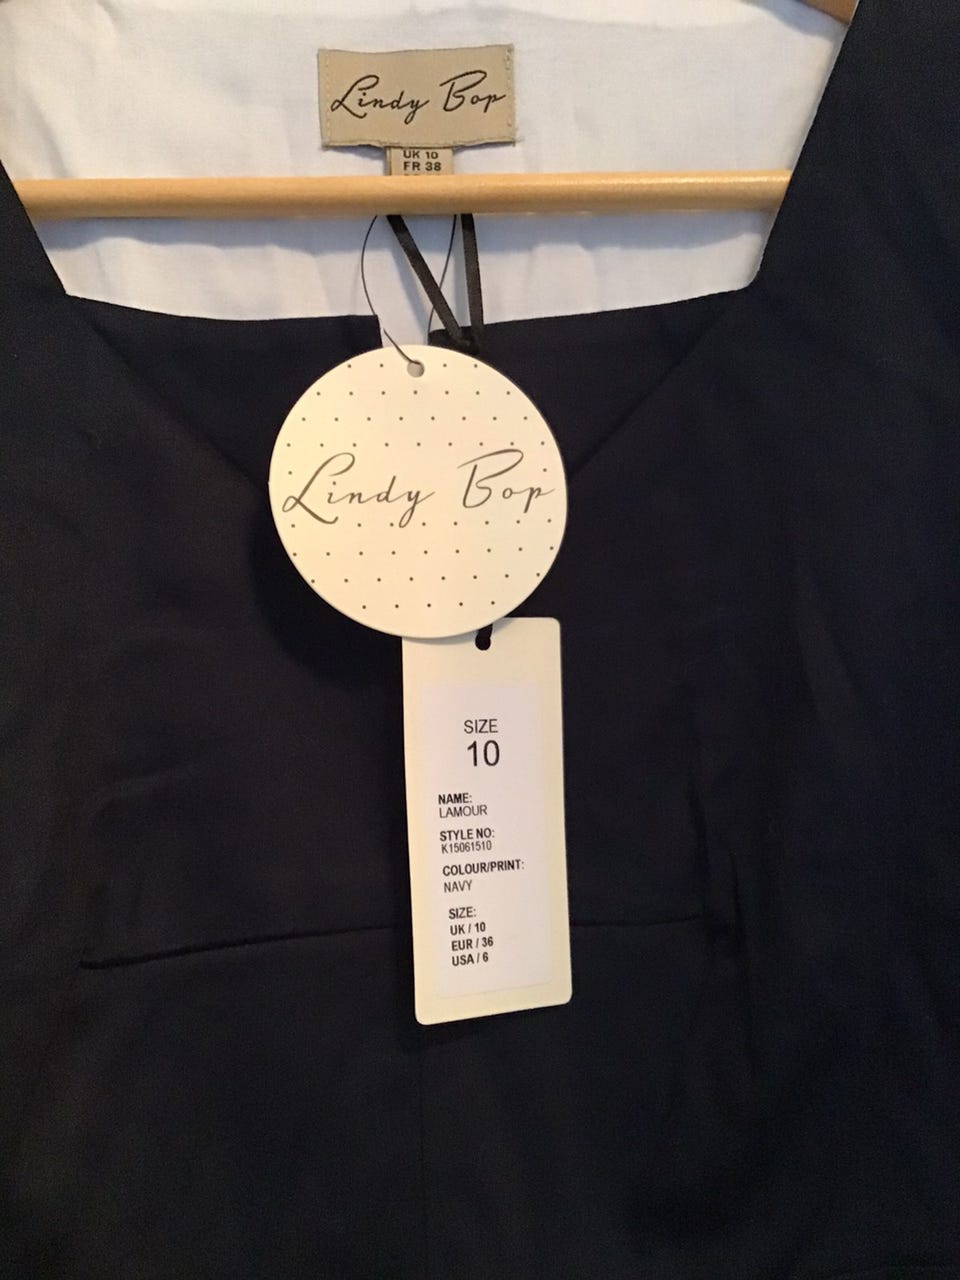 Lindy Bop
UK 10
FR 38
Lindy Bop
SIZE
10
NAME:
LAMOUR
STYLE NO:
K15061510
COLOUR/PRINT:
NAVY
SIZE:
UK / 10
EUR / 36
USA / 6